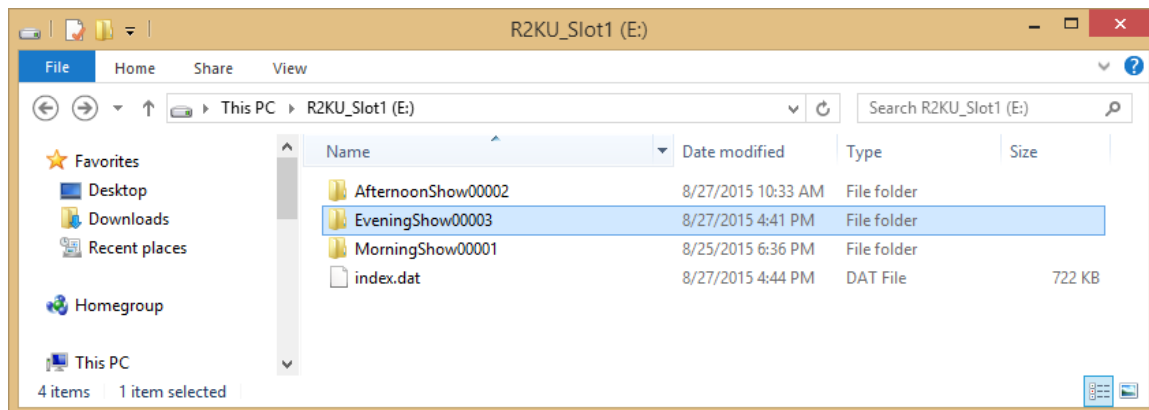 R2KU_Slot1 (E:)
File Home Share View
This PC R2KU_Slot1 (E:) Search R2KU_Slot1 (E:)
Favorites
Desktop
Downloads
Recent places
Homegroup
This PC
Name Date modified Type Size
AfternoonShow00002 8/27/2015 10:33 AM File folder
EveningShow00003 8/27/2015 4:41 PM File folder
MorningShow00001 8/25/2015 6:36 PM File folder
index.dat 8/27/2015 4:44 PM DAT File 722 KB
4 items 1 item selected